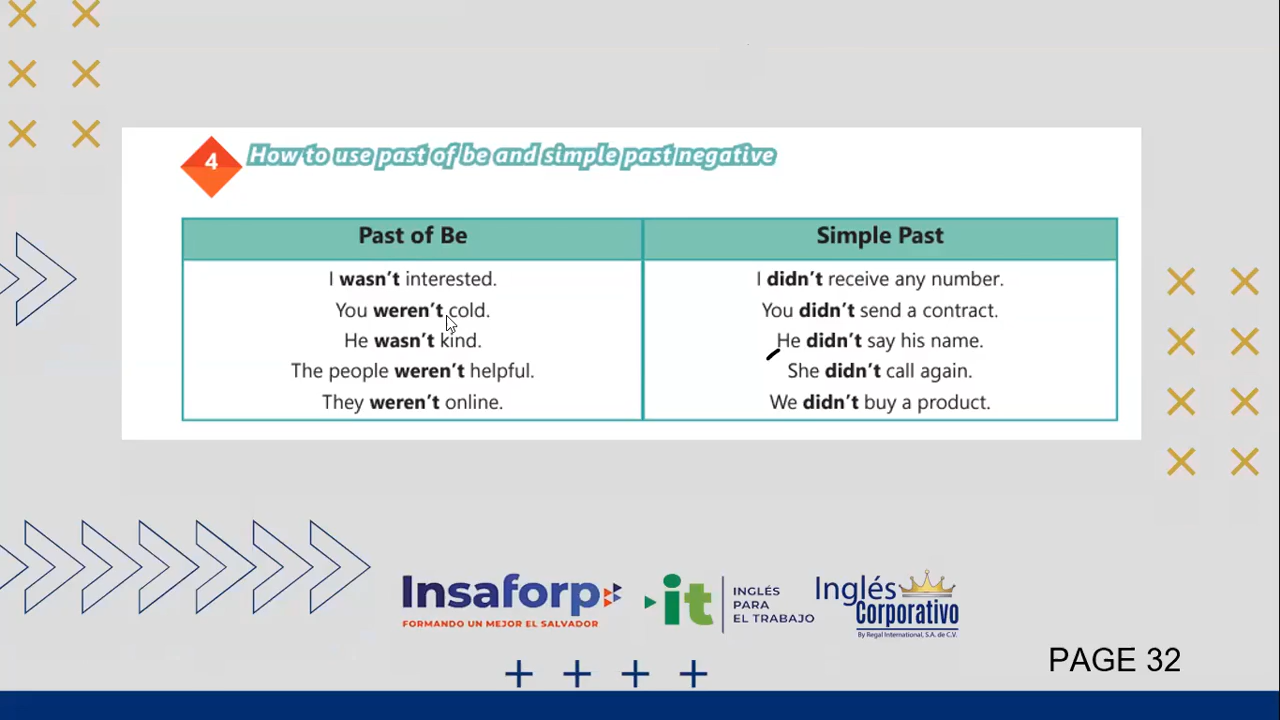 4
How to use past of be and simple past negative
Past of Be
I wasn't interested.
You weren't cold.
He wasn't kind.
The people weren't helpful.
They weren't online.
Simple Past
I didn't receive any number.
You didn't send a contract.
He didn't say his name.
She didn't call again.
We didn't buy a product.
Insaforp
FORMANDO UN MEJOR EL SALVADOR
it
INGLÉS
PARA
EL TRABAJO
Inglés
Corporativo
By Regal International, S.A. de C.V.
PAGE 32